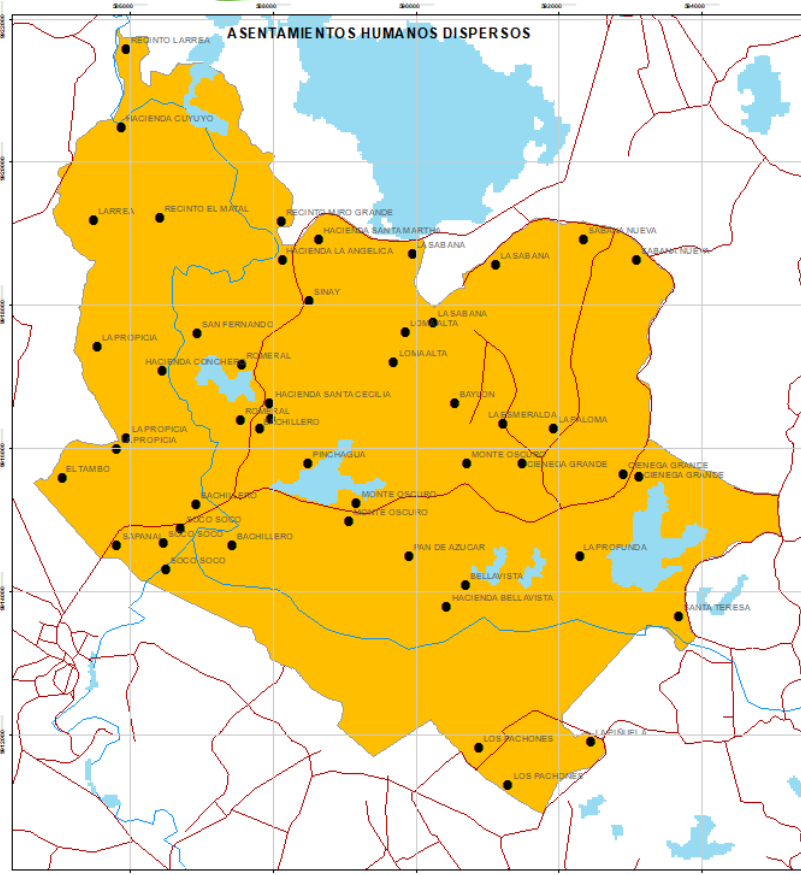 ASENTAMIENTOS HUMANOS DISPERSOS
RECINTO LARREA
HACIENDA CUYUYO
LARREA
RECINTO EL MATAL
RECINTO MIRO GRANDE
HACIENDA SANTA MARTHA
SABANA NUEVA
LA SABANA
HACIENDA LA ANGELICA
LA SABANA
SABANA NUEVA
SINAY
LA SABANA
SAN FERNANDO
LOMA ALTA
LA PROPICIA
LOMA ALTA
HACIENDA CONCHERO
ROMERAL
HACIENDA SANTA CECILIA
BAYLON
ROMERAL
BACHILLERO
LA ESMERALDA
LA PALOMA
LA PROPICIA
LA PROPICIA
PINCHAGUA
MONTE OSCURO
CIENEGA GRANDE
CIENEGA GRANDE
CIENEGA GRANDE
EL TAMBO
BACHILLERO
MONTE OSCURO
MONTE OSCURO
SOCO SOCO
SAPANAL
SOCO SOCO
BACHILLERO
PAN DE AZUCAR
LA PROFUNDA
SOCO SOCO
BELLAVISTA
HACIENDA BELLAVISTA
SANTA TERESA
LOS PACHONES
LA PIÑUELA
LOS PACHONES